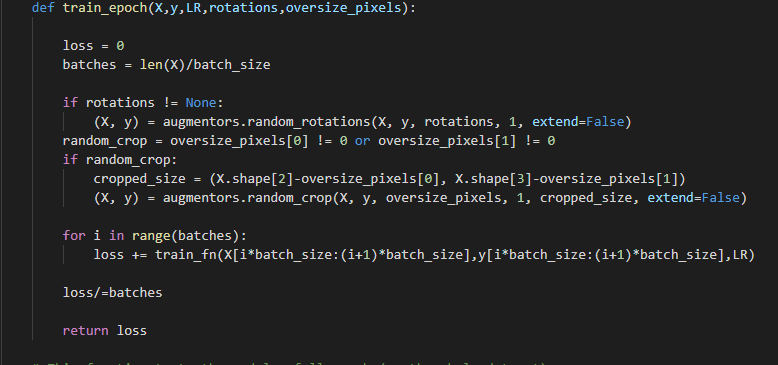 def train_epoch(X,y,LR,rotations,oversize_pixels):
loss = 0
batches = len(X)/batch_size
if rotations != None:
(X, y) = augmentors.random_rotations(X, y, rotations, 1, extend=False)
random_crop = oversize_pixels[0] != 0 or oversize_pixels[1] != 0
if random_crop:
cropped_size = (X.shape[2]-oversize_pixels[0], X.shape[3]-oversize_pixels[1])
(X, y) = augmentors.random_crop(X, y, oversize_pixels, 1, cropped_size, extend=False)
for i in range(batches):
loss += train_fn(X[i*batch_size:(i+1)*batch_size],y[i*batch_size:(i+1)*batch_size],LR)
loss/=batches
return loss